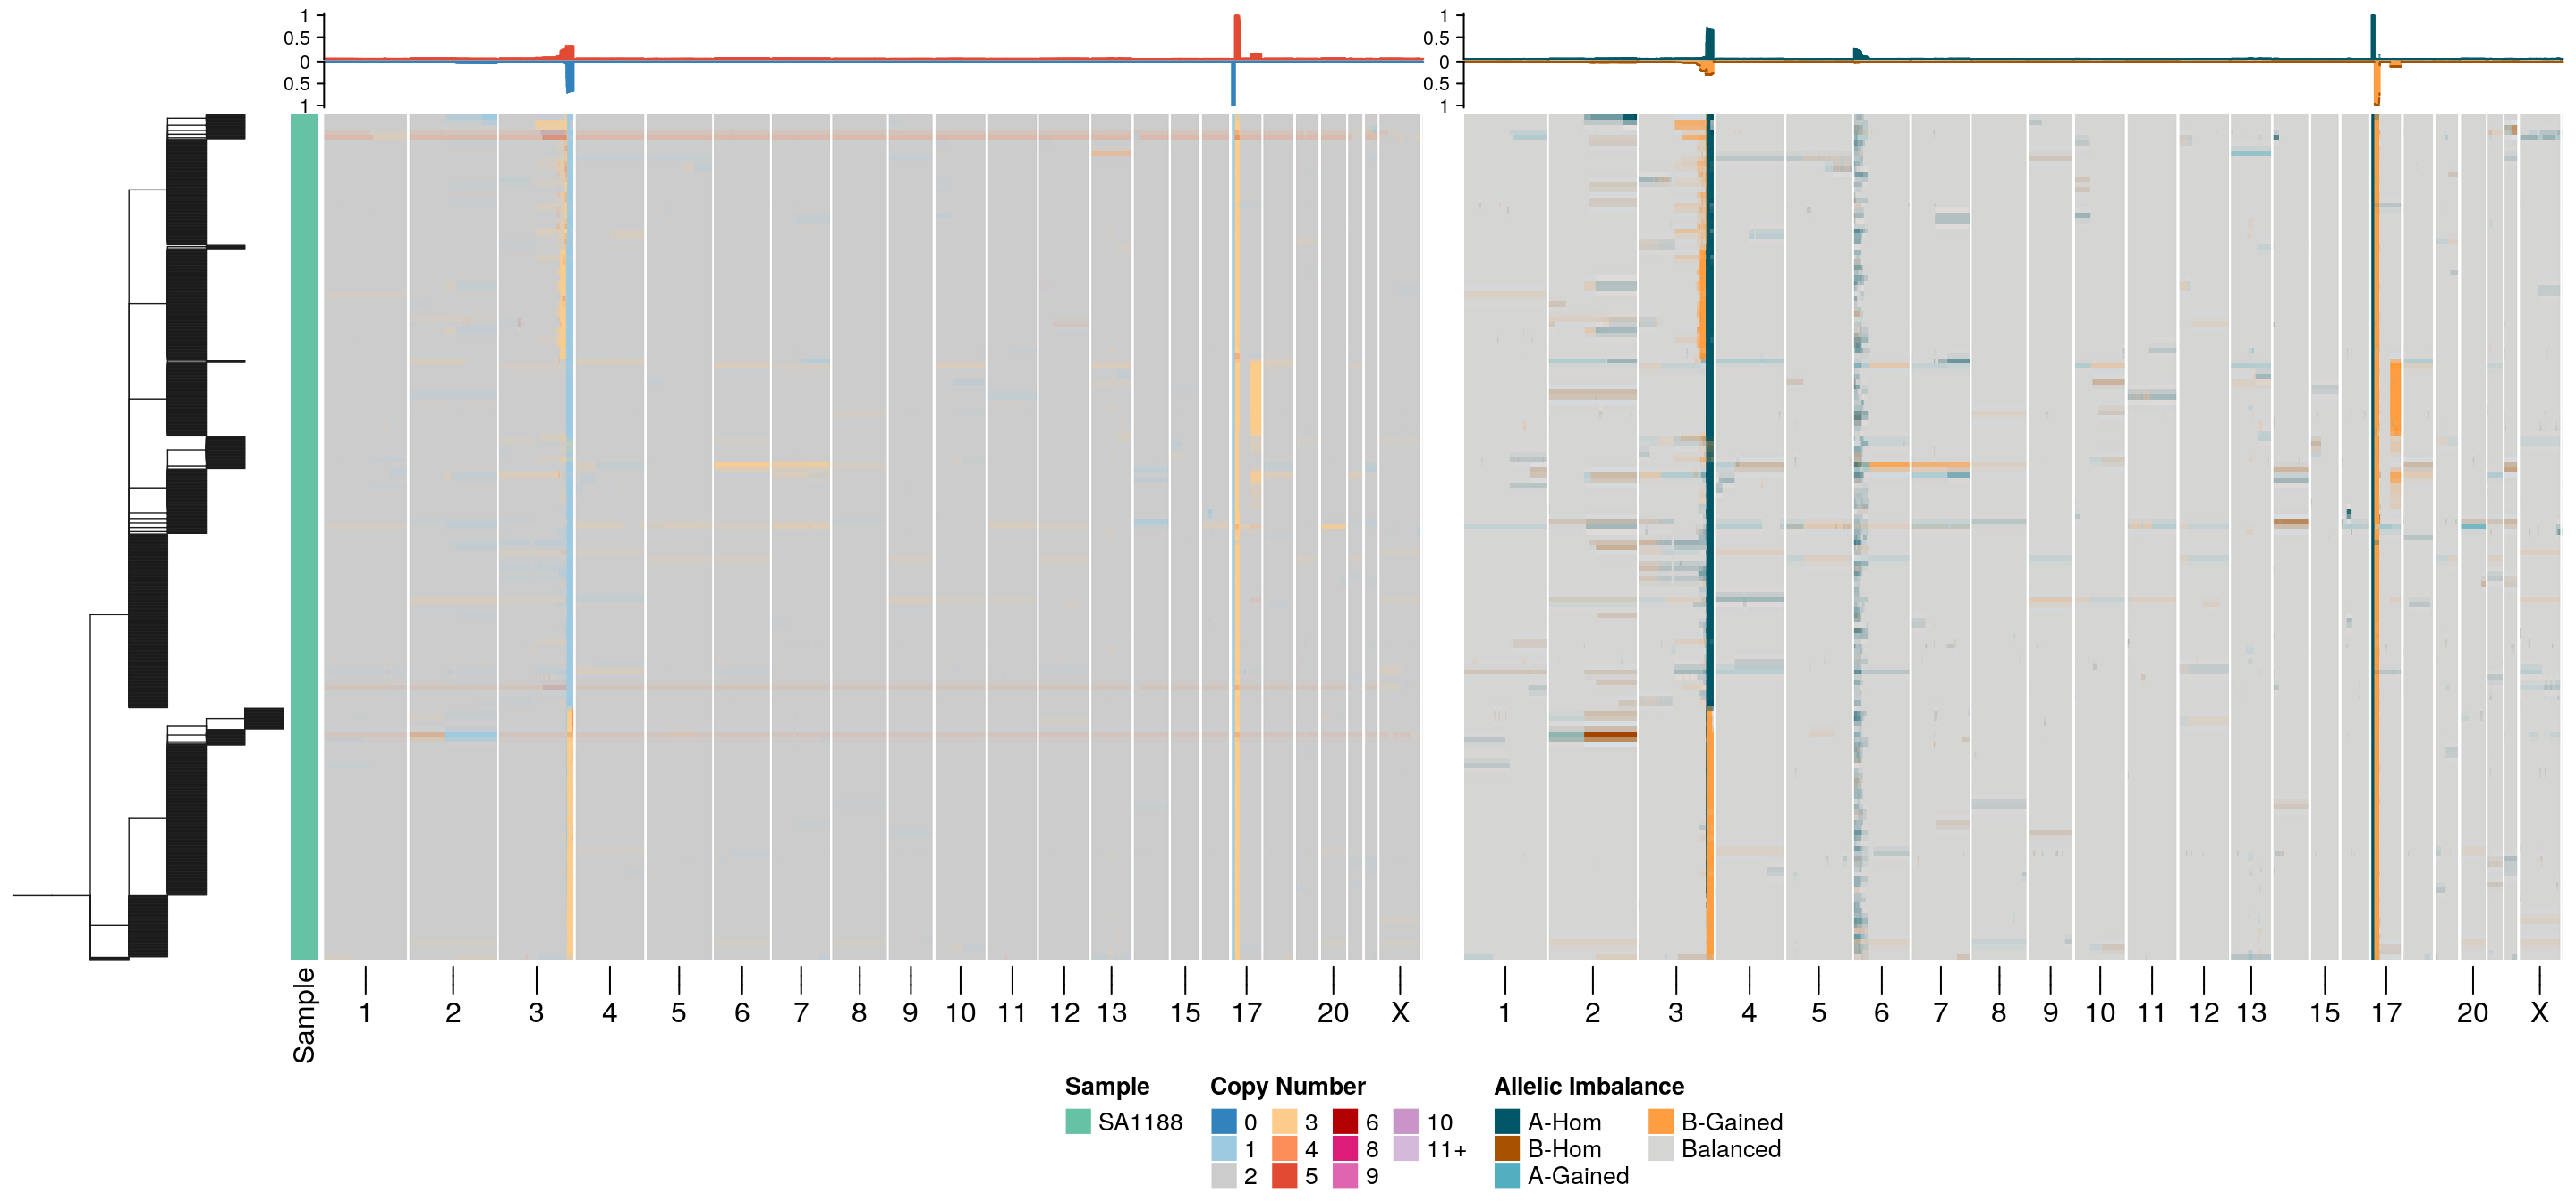 1 1
0.5 0.5
0 0
0.5 0.5
1 1
Sample
1 2 3 4 5 6 7 8 9 10 11 12 13 15 17 20 X
1 2 3 4 5 6 7 8 9 10 11 12 13 15 17 20 X
Sample Copy Number Allelic Imbalance
SA1188 0 3 6 10 A-Hom B-Gained
1 4 8 11+ B-Hom Balanced
2 5 9 A-Gained